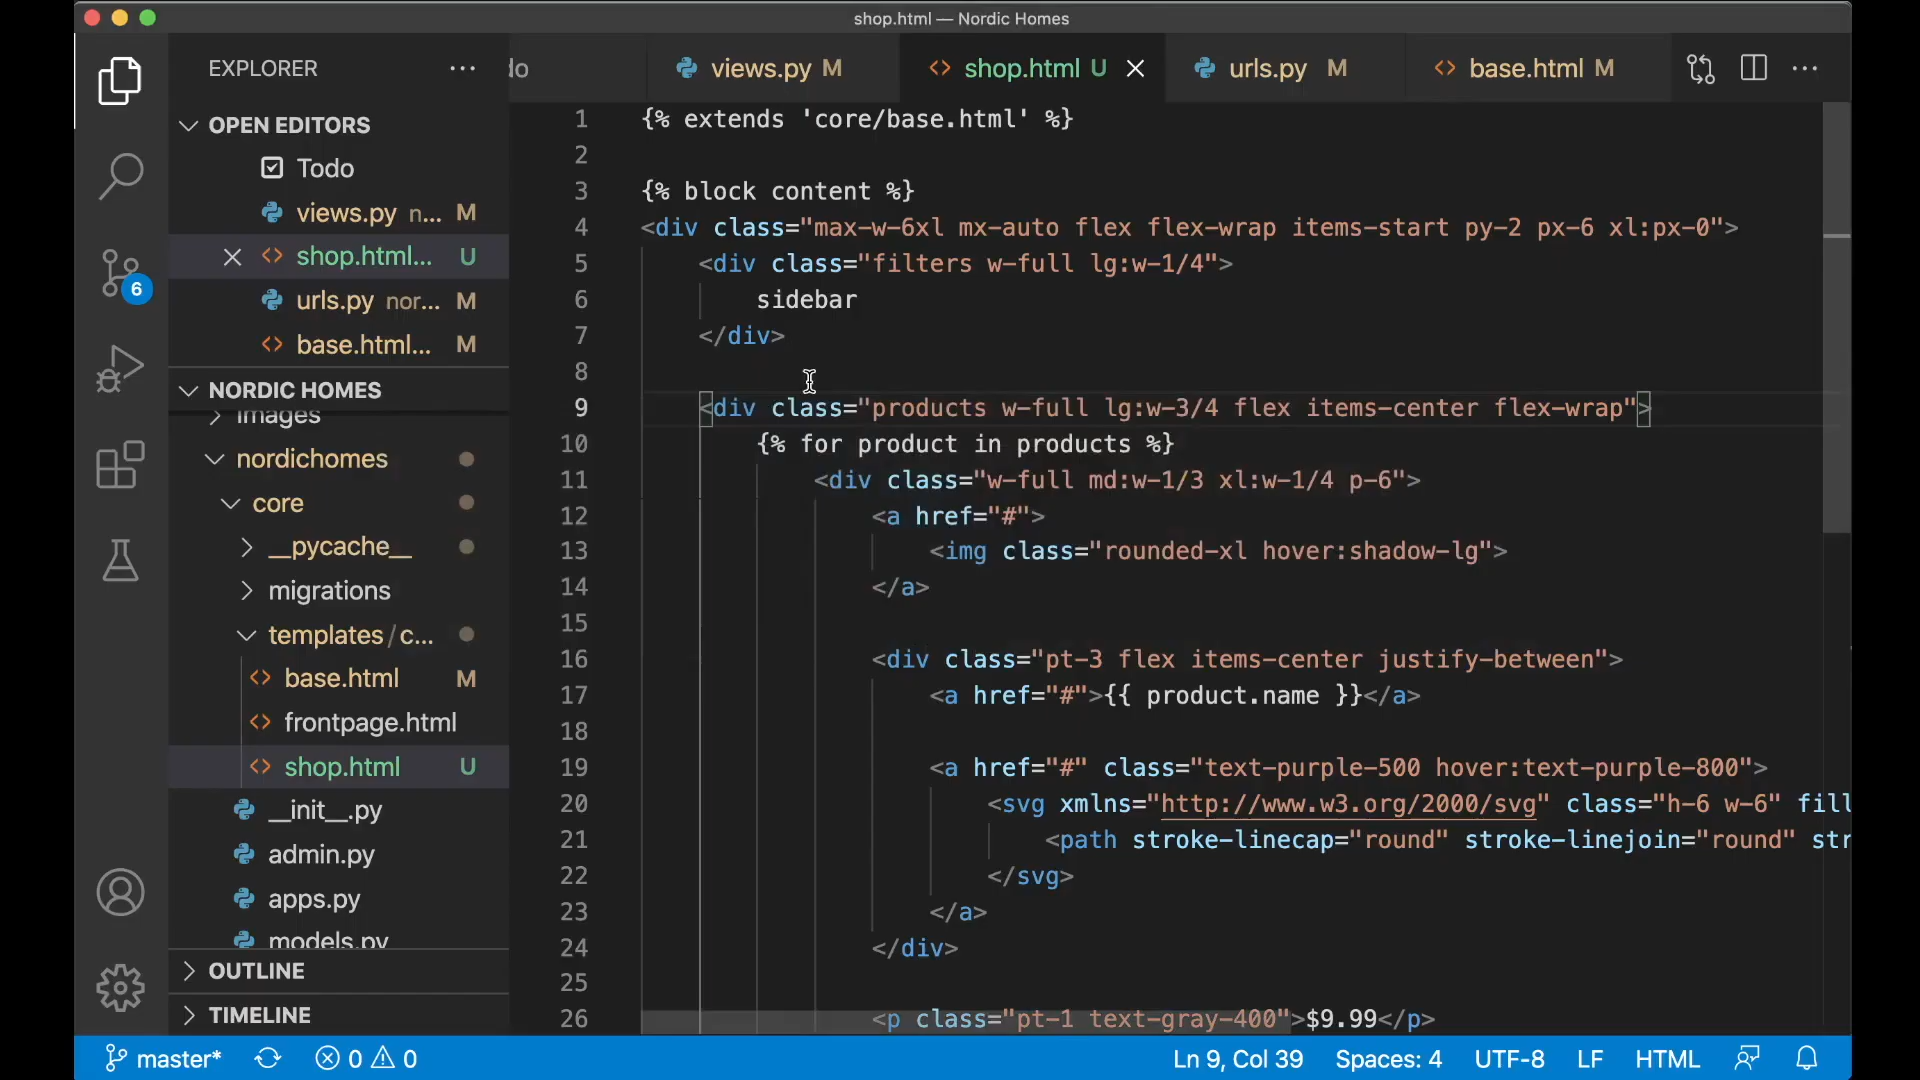 shop.html — Nordic Homes
EXPLORER
do
views.py M
shop.html U
urls.py M
base.html M
OPEN EDITORS
Todo
views.py n... M
shop.html... U
urls.py nor... M
base.html... M
6
NORDIC HOMES
images
nordichomes
core
__pycache__
migrations
templates/c...
base.html M
frontpage.html
shop.html U
__init__.py
admin.py
apps.py
models.py
OUTLINE
TIMELINE
1 {% extends 'core/base.html' %}
2
3 {% block content %}
4 <div class="max-w-6xl mx-auto flex flex-wrap items-start py-2 px-6 xl:px-0">
5 <div class="filters w-full lg:w-1/4">
6 sidebar
7 </div>
8
9 <div class="products w-full lg:w-3/4 flex items-center flex-wrap">
10 {% for product in products %}
11 <div class="w-full md:w-1/3 xl:w-1/4 p-6">
12 <a href="#">
13 <img class="rounded-xl hover:shadow-lg">
14 </a>
15
16 <div class="pt-3 flex items-center justify-between">
17 <a href="#">{{ product.name }}</a>
18
19 <a href="#" class="text-purple-500 hover:text-purple-800">
20 <svg xmlns="http://www.w3.org/2000/svg" class="h-6 w-6" fill
21 <path stroke-linecap="round" stroke-linejoin="round" str
22 </svg>
23 </a>
24 </div>
25
26 <p class="pt-1 text-gray-400">$9.99</p>
master* 0 0 Ln 9, Col 39 Spaces: 4 UTF-8 LF HTML